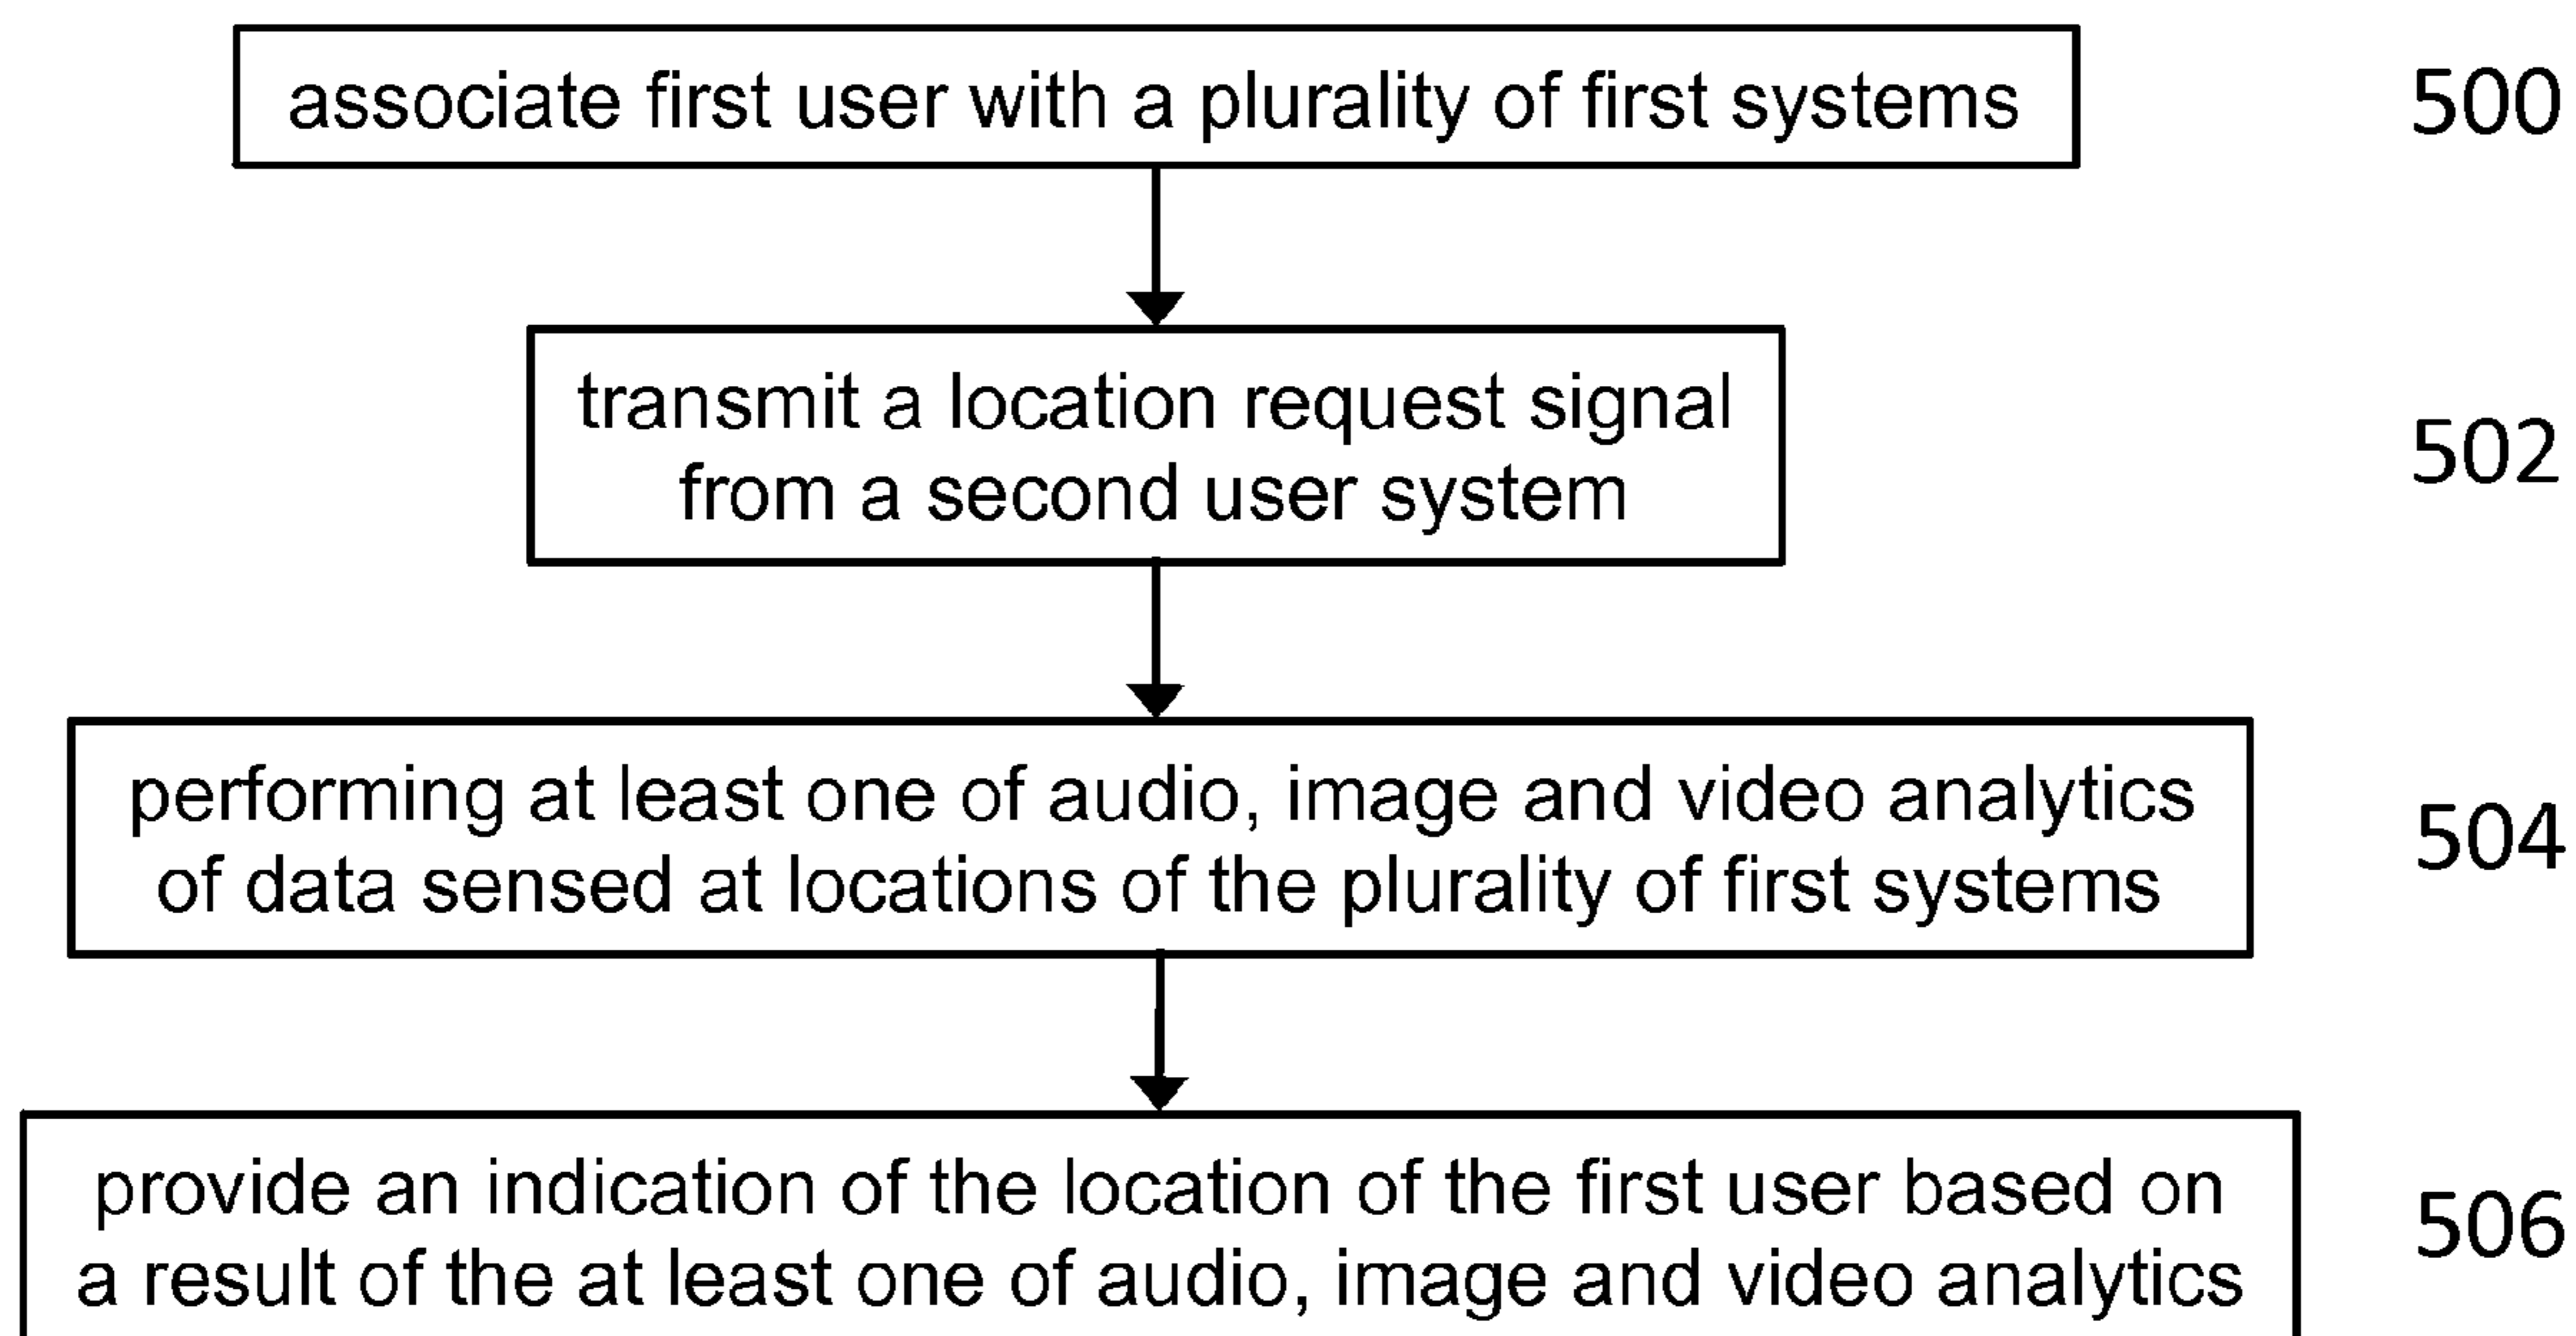 associate first user with a plurality of first systems
500
transmit a location request signal
from a second user system
502
performing at least one of audio, image and video analytics
of data sensed at locations of the plurality of first systems
504
provide an indication of the location of the first user based on
a result of the at least one of audio, image and video analytics
506